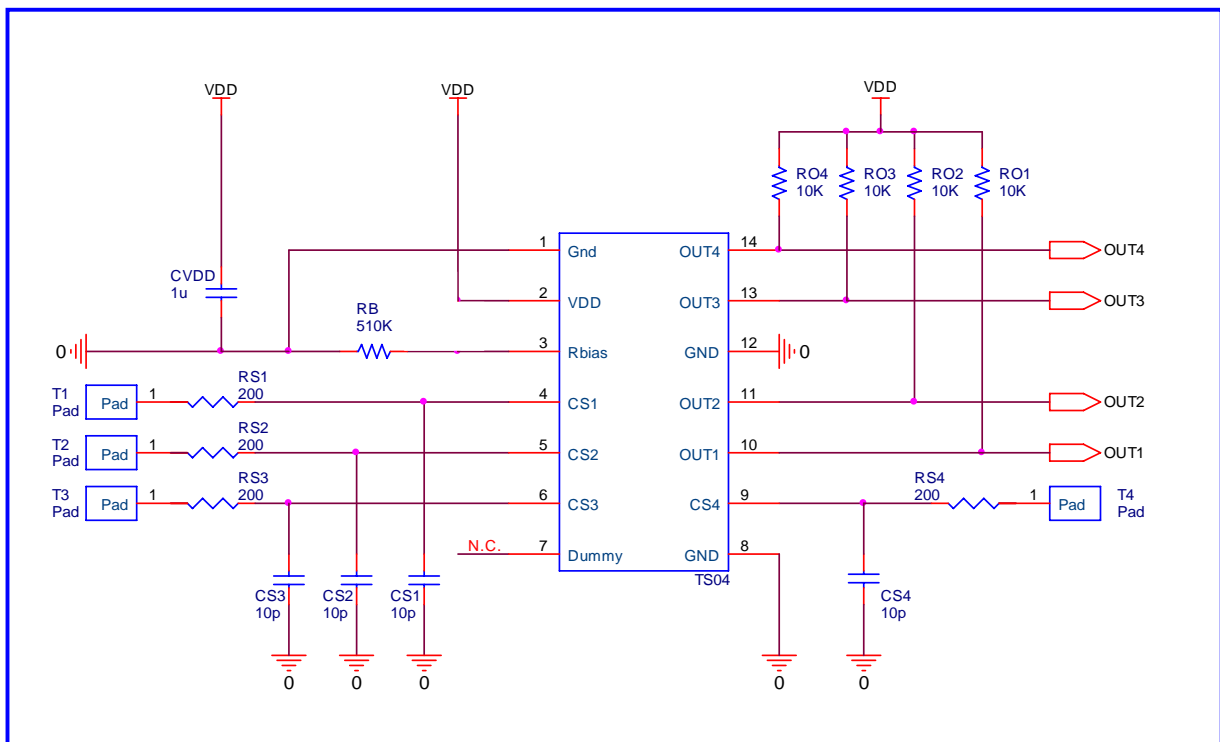 VDD
VDD
VDD
RO4
10K
RO3
10K
RO2
10K
RO1
10K
1
Gnd
OUT4
14
OUT4
CVDD
1u
2
VDD
OUT3
13
OUT3
RB
510K
0
3
Rbias
GND
12
0
T1
Pad
Pad
1
RS1
200
4
CS1
OUT2
11
OUT2
T2
Pad
Pad
1
RS2
200
5
CS2
OUT1
10
OUT1
T3
Pad
Pad
1
RS3
200
6
CS3
CS4
9
RS4
200
1
Pad
T4
Pad
N.C.
7
Dummy
GND
8
TS04
CS3
10p
CS2
10p
CS1
10p
CS4
10p
0
0
0
0
0